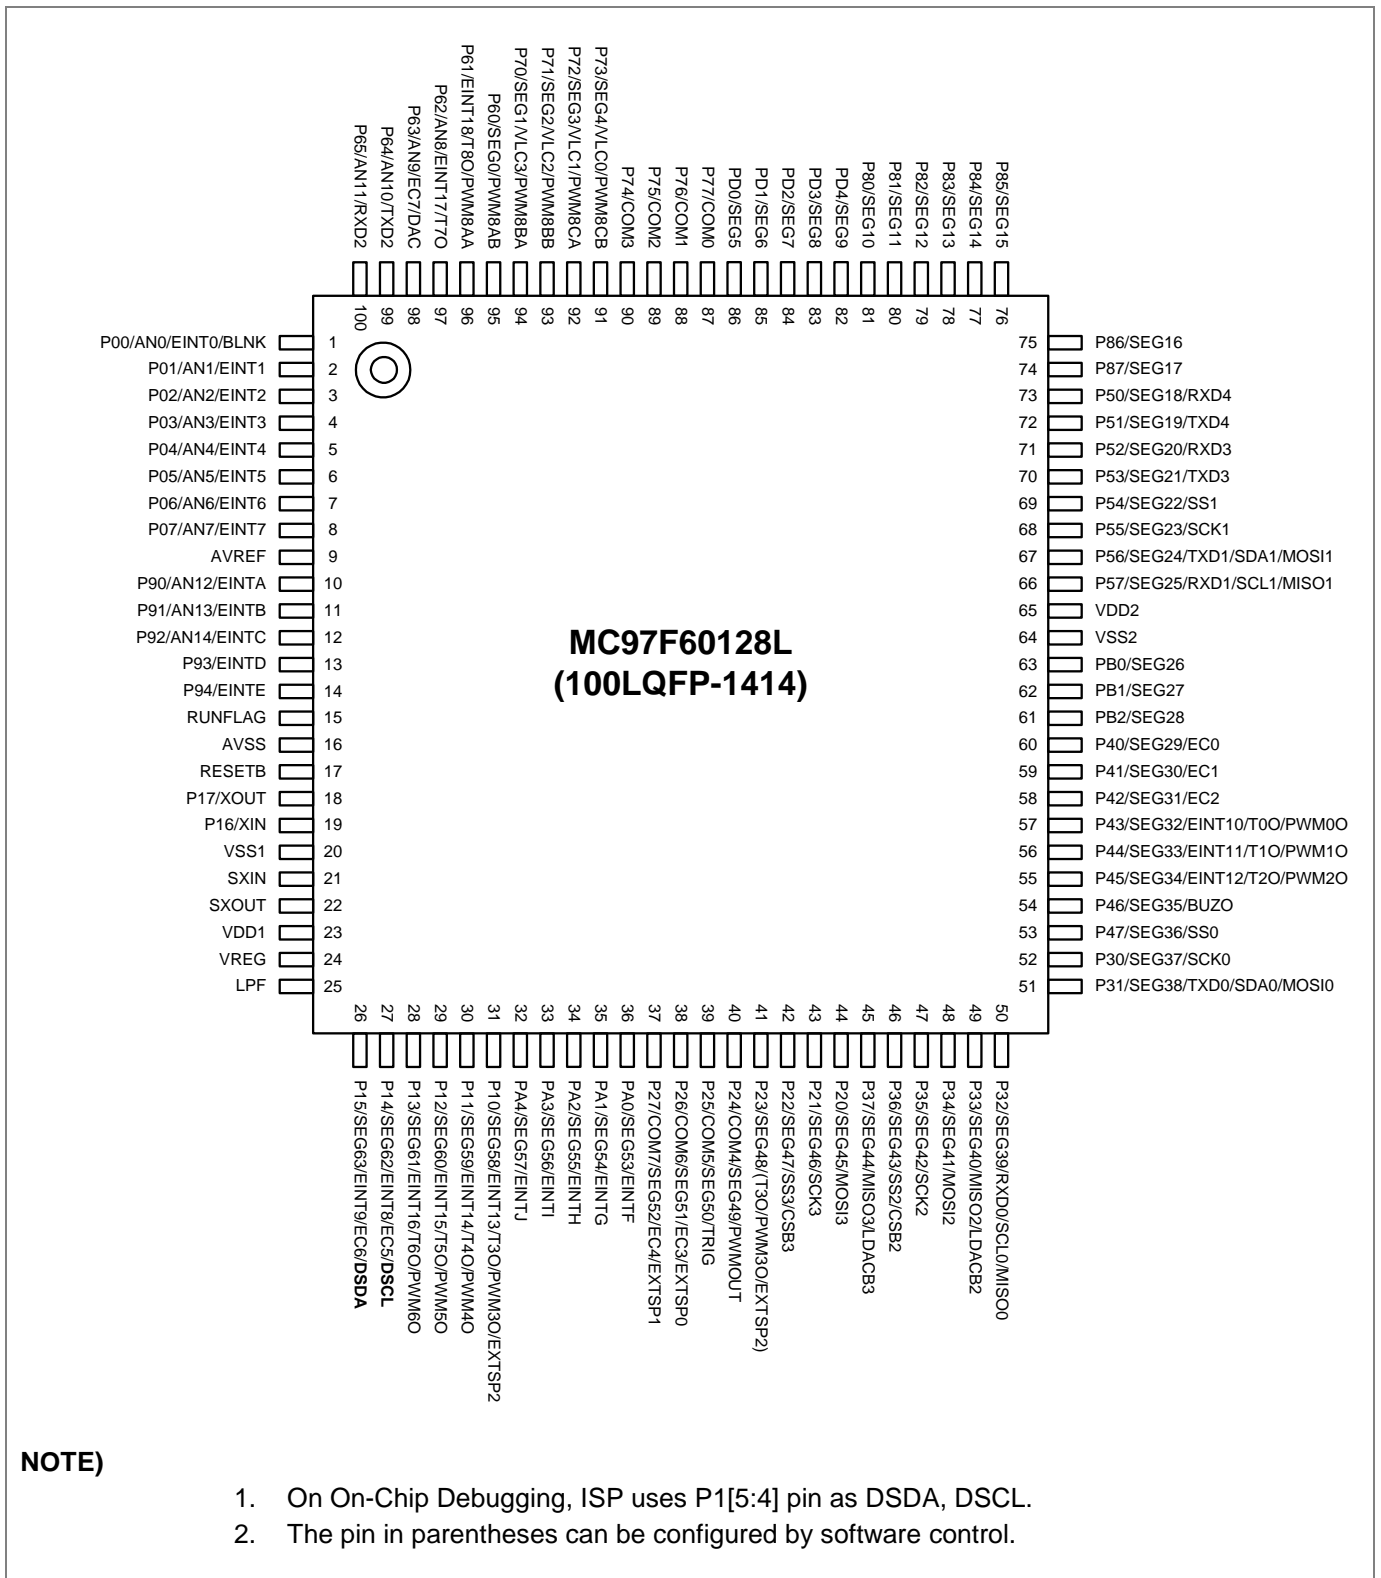 P65/AN11/RXD2
P64/AN10/TXD2
P63/AN9/EC7/DAC
P62/AN8/EINT17/T7O
P61/EINT18/T8O/PWM8AA
P60/SEG0/PWM8AB
P70/SEG1/VLC3/PWM8BA
P71/SEG2/VLC2/PWM8BB
P72/SEG3/VLC1/PWM8CA
P73/SEG4/VLC0/PWM8CB
P74/COM3
P75/COM2
P76/COM1
P77/COM0
PD0/SEG5
PD1/SEG6
PD2/SEG7
PD3/SEG8
PD4/SEG9
P80/SEG10
P81/SEG11
P82/SEG12
P83/SEG13
P84/SEG14
P85/SEG15
100 99 98 97 96 95 94 93 92 91 90 89 88 87 86 85 84 83 82 81 80 79 78 77 76
P00/AN0/EINT0/BLNK 1
P01/AN1/EINT1 2
P02/AN2/EINT2 3
P03/AN3/EINT3 4
P04/AN4/EINT4 5
P05/AN5/EINT5 6
P06/AN6/EINT6 7
P07/AN7/EINT7 8
AVREF 9
P90/AN12/EINTA 10
P91/AN13/EINTB 11
P92/AN14/EINTC 12
P93/EINTD 13
P94/EINTE 14
RUNFLAG 15
AVSS 16
RESETB 17
P17/XOUT 18
P16/XIN 19
VSS1 20
SXIN 21
SXOUT 22
VDD1 23
VREG 24
LPF 25
MC97F60128L
(100LQFP-1414)
75 P86/SEG16
74 P87/SEG17
73 P50/SEG18/RXD4
72 P51/SEG19/TXD4
71 P52/SEG20/RXD3
70 P53/SEG21/TXD3
69 P54/SEG22/SS1
68 P55/SEG23/SCK1
67 P56/SEG24/TXD1/SDA1/MOSI1
66 P57/SEG25/RXD1/SCL1/MISO1
65 VDD2
64 VSS2
63 PB0/SEG26
62 PB1/SEG27
61 PB2/SEG28
60 P40/SEG29/EC0
59 P41/SEG30/EC1
58 P42/SEG31/EC2
57 P43/SEG32/EINT10/T0O/PWM0O
56 P44/SEG33/EINT11/T1O/PWM1O
55 P45/SEG34/EINT12/T2O/PWM2O
54 P46/SEG35/BUZO
53 P47/SEG36/SS0
52 P30/SEG37/SCK0
51 P31/SEG38/TXD0/SDA0/MOSI0
26 27 28 29 30 31 32 33 34 35 36 37 38 39 40 41 42 43 44 45 46 47 48 49 50
P15/SEG63/EINT9/EC6/DSDA
P14/SEG62/EINT8/EC5/DSCL
P13/SEG61/EINT16/T6O/PWM6O
P12/SEG60/EINT15/T5O/PWM5O
P11/SEG59/EINT14/T4O/PWM4O
P10/SEG58/EINT13/T3O/PWM3O/EXTSP2
PA4/SEG57/EINTJ
PA3/SEG56/EINTI
PA2/SEG55/EINTH
PA1/SEG54/EINTG
PA0/SEG53/EINTF
P27/COM7/SEG52/EC4/EXTSP1
P26/COM6/SEG51/EC3/EXTSP0
P25/COM5/SEG50/TRIG
P24/COM4/SEG49/PWMOUT
P23/SEG48/(T3O/PWM3O/EXTSP2)
P22/SEG47/SS3/CSB3
P21/SEG46/SCK3
P20/SEG45/MOSI3
P37/SEG44/MISO3/LDACB3
P36/SEG43/SS2/CSB2
P35/SEG42/SCK2
P34/SEG41/MOSI2
P33/SEG40/MISO2/LDACB2
P32/SEG39/RXD0/SCL0/MISO0
NOTE)
1. On On-Chip Debugging, ISP uses P1[5:4] pin as DSDA, DSCL.
2. The pin in parentheses can be configured by software control.